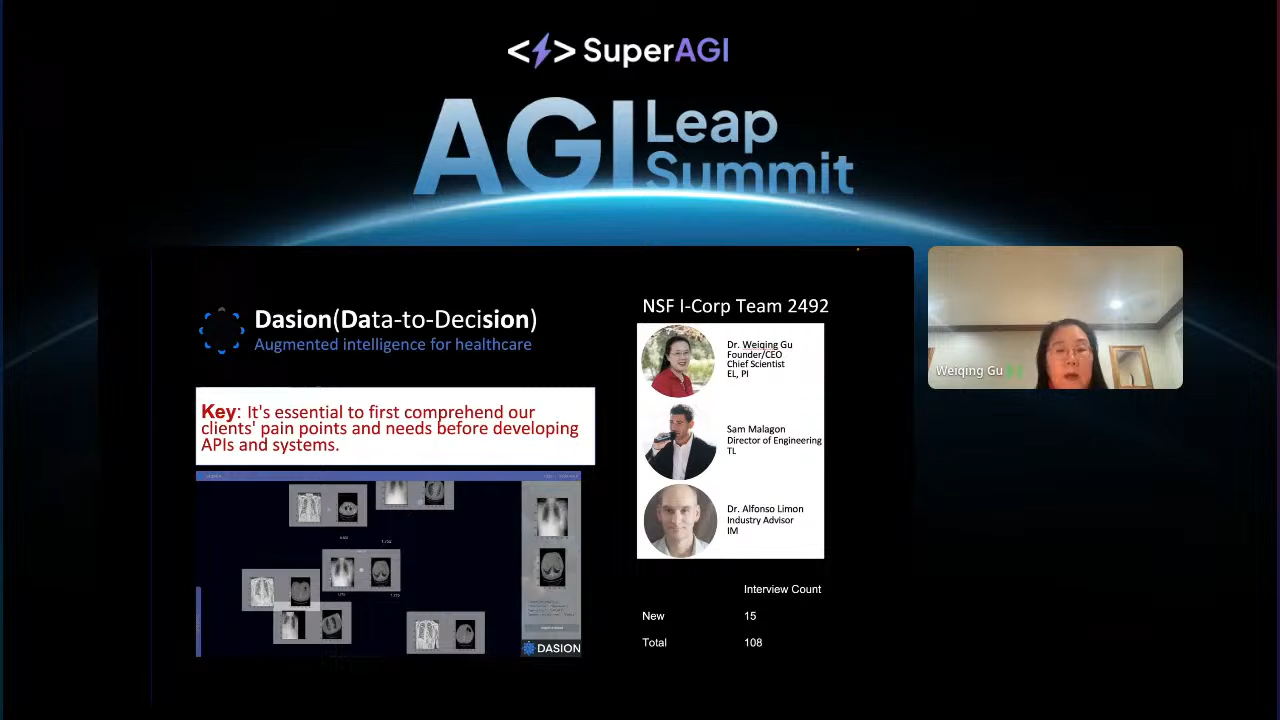 <⚡> SuperAGI
AGI Leap Summit
Dasion(Data-to-Decision)
Augmented intelligence for healthcare
Key: It's essential to first comprehend our
clients' pain points and needs before developing
APIs and systems.
DASION
NSF I-Corp Team 2492
Dr. Weiqing Gu
Founder/CEO
Chief Scientist
EL, PI
Sam Malagon
Director of Engineering
TL
Dr. Alfonso Limon
Industry Advisor
IM
Interview Count
New 15
Total 108
Weiqing Gu